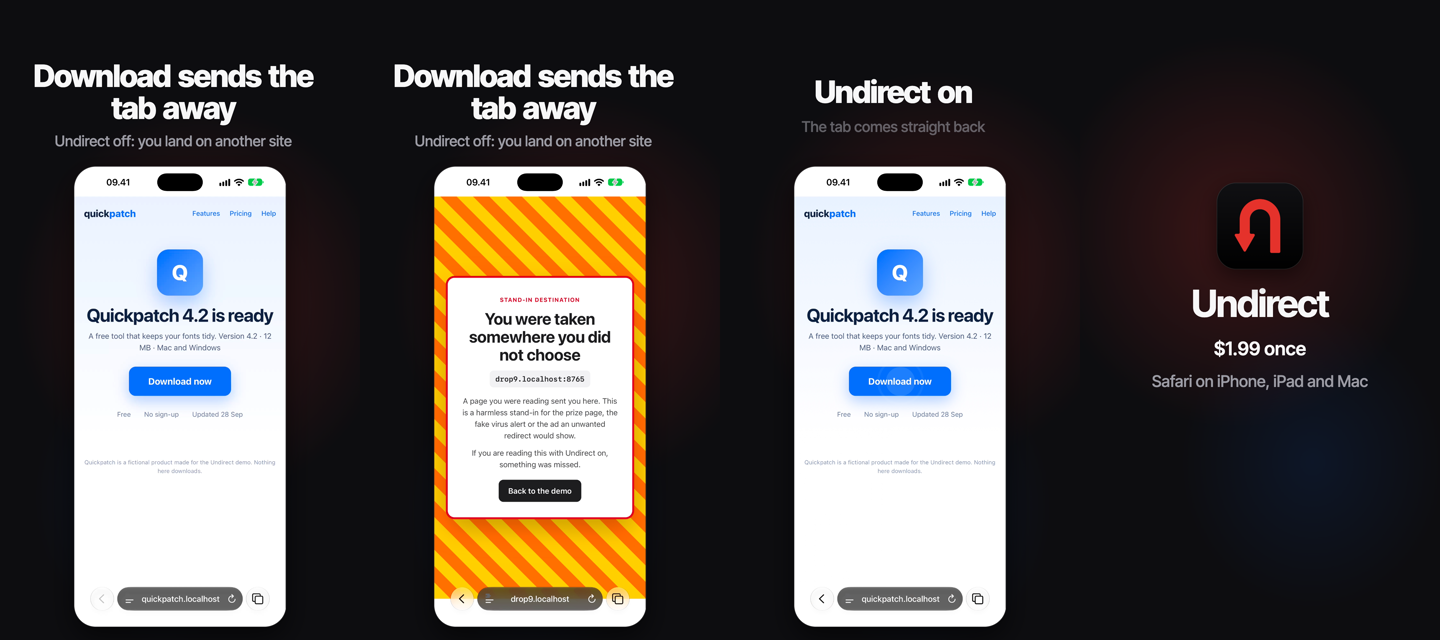 Download sends the
tab away
Undirect off: you land on another site
09.41
quickpatch
Features
Pricing
Help
Q
Quickpatch 4.2 is ready
A free tool that keeps your fonts tidy. Version 4.2 · 12
MB · Mac and Windows
Download now
Free
No sign-up
Updated 28 Sep
Quickpatch is a fictional product made for the Undirect demo. Nothing
here downloads.
quickpatch.localhost
Download sends the
tab away
Undirect off: you land on another site
09.41
STAND-IN DESTINATION
You were taken
somewhere you did
not choose
drop9.localhost:8765
A page you were reading sent you here. This
is a harmless stand-in for the prize page, the
fake virus alert or the ad an unwanted
redirect would show.
If you are reading this with Undirect on,
something was missed.
Back to the demo
drop9.localhost
Undirect on
The tab comes straight back
09.41
quickpatch
Features
Pricing
Help
Q
Quickpatch 4.2 is ready
A free tool that keeps your fonts tidy. Version 4.2 · 12
MB · Mac and Windows
Download now
Free
No sign-up
Updated 28 Sep
Quickpatch is a fictional product made for the Undirect demo. Nothing
here downloads.
quickpatch.localhost
Undirect
$1.99 once
Safari on iPhone, iPad and Mac